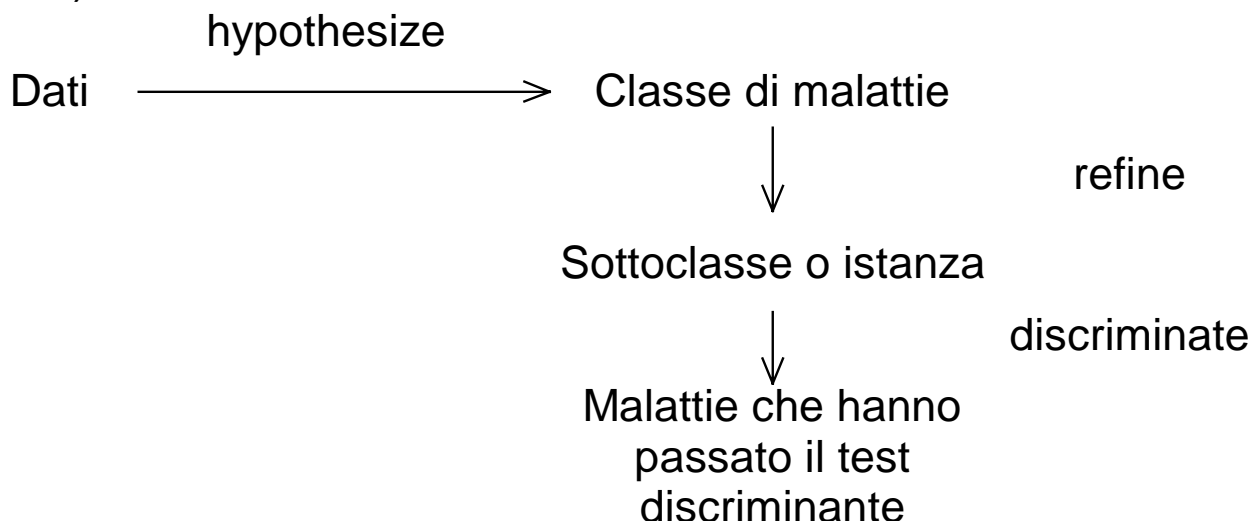 hypothesize
Dati
Classe di malattie
refine
Sottoclasse o istanza
discriminate
Malattie che hanno
passato il test
discriminante